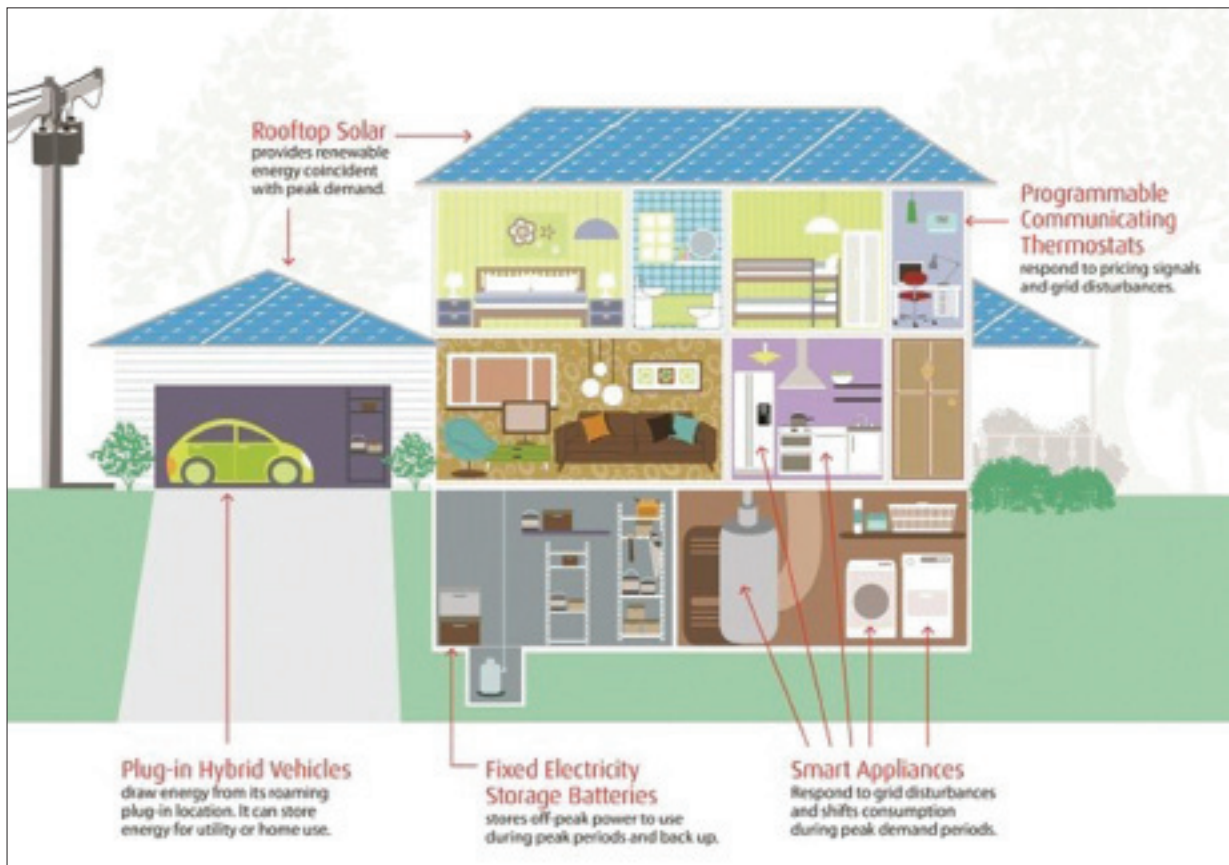 Rooftop Solar
provides renewable
energy coincident
with peak demand.
Programmable
Communicating
Thermostats
respond to pricing signals
and grid disturbances.
Plug-in Hybrid Vehicles
draw energy from its roaming
plug-in location. It can store
energy for utility or home use.
Fixed Electricity
Storage Batteries
stores off-peak power to use
during peak periods and back up.
Smart Appliances
Respond to grid disturbances
and shifts consumption
during peak demand periods.